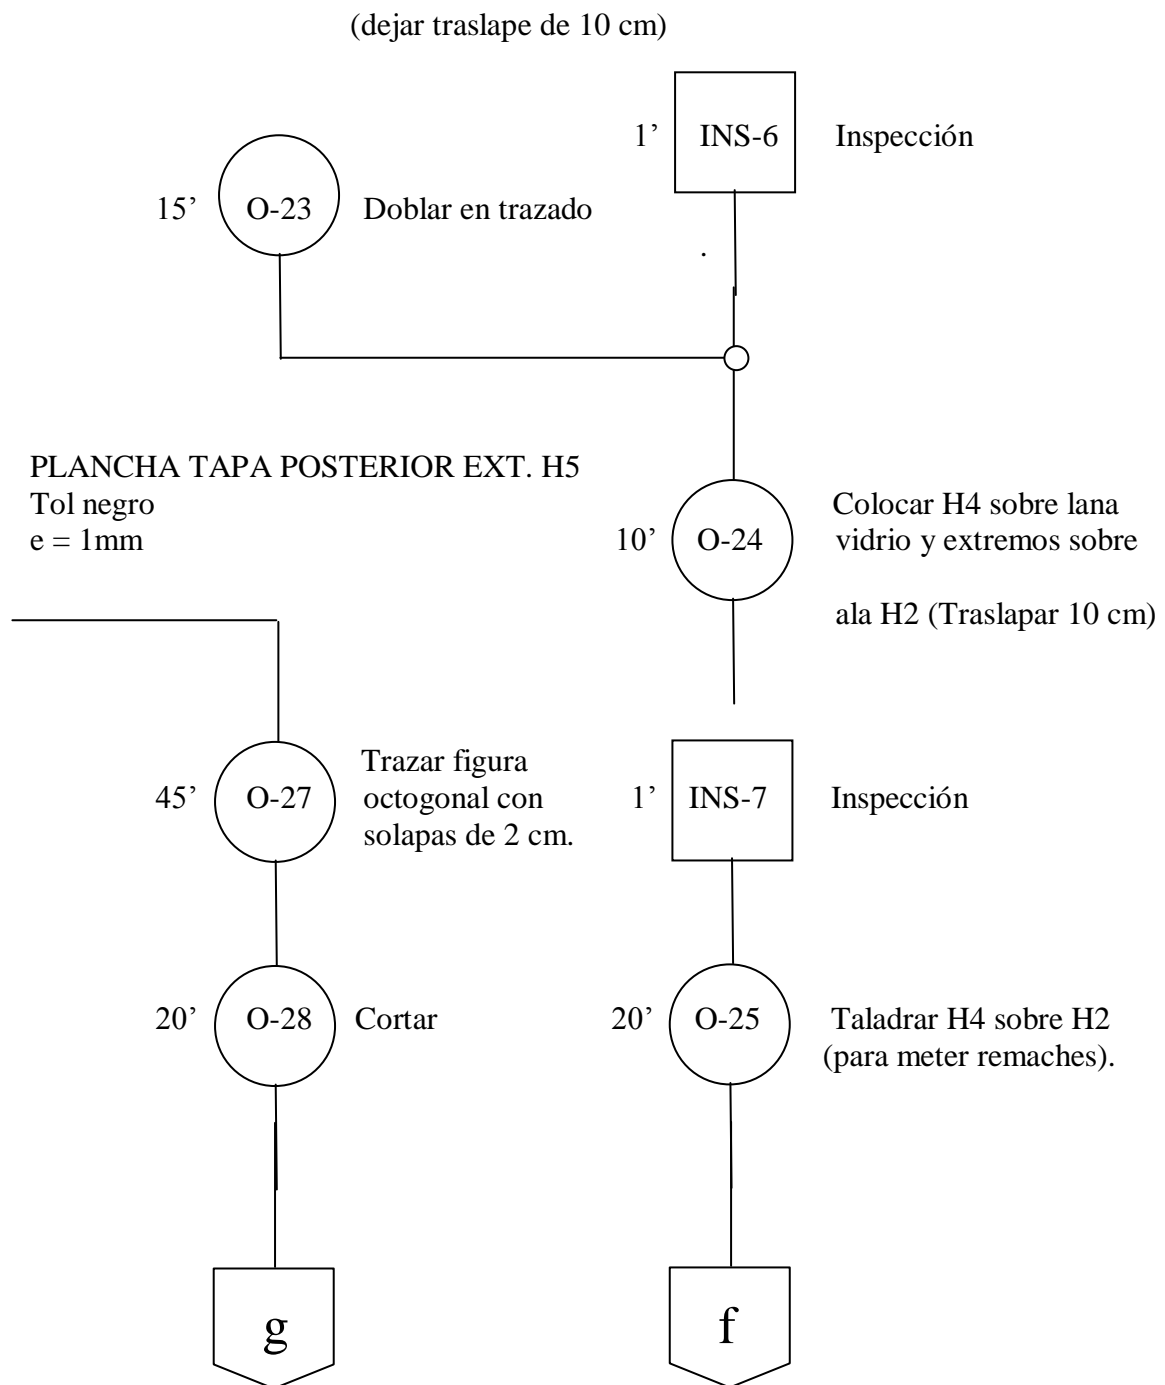 (dejar traslape de 10 cm)
1’ INS-6 Inspección
15’ O-23 Doblar en trazado
.
PLANCHA TAPA POSTERIOR EXT. H5
Tol negro
e = 1mm
10’ O-24 Colocar H4 sobre lana
vidrio y extremos sobre
ala H2 (Traslapar 10 cm)
45’ O-27 Trazar figura
octogonal con
solapas de 2 cm.
1’ INS-7 Inspección
20’ O-28 Cortar
20’ O-25 Taladrar H4 sobre H2
(para meter remaches).
g
f